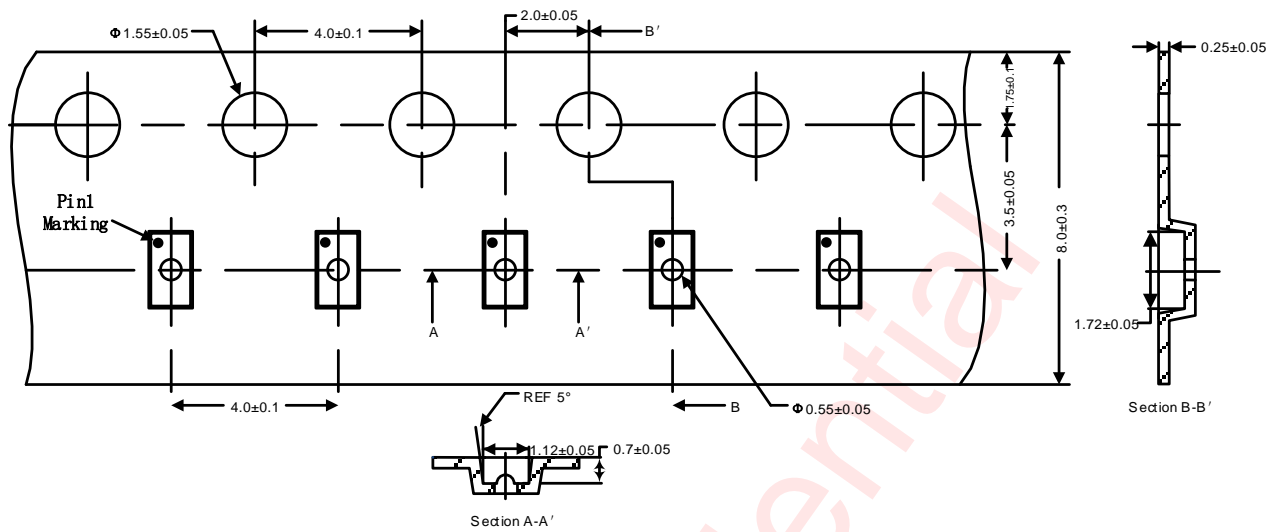 2.0±0.05
Φ1.55±0.05
4.0±0.1
B′
0.25±0.05
1.75±0.1
3.5±0.05
8.0±0.3
Pin1
Marking
A
A′
1.72±0.05
4.0±0.1
B
Φ0.55±0.05
Section B-B′
REF 5°
1.12±0.05
0.7±0.05
Section A-A′
ential